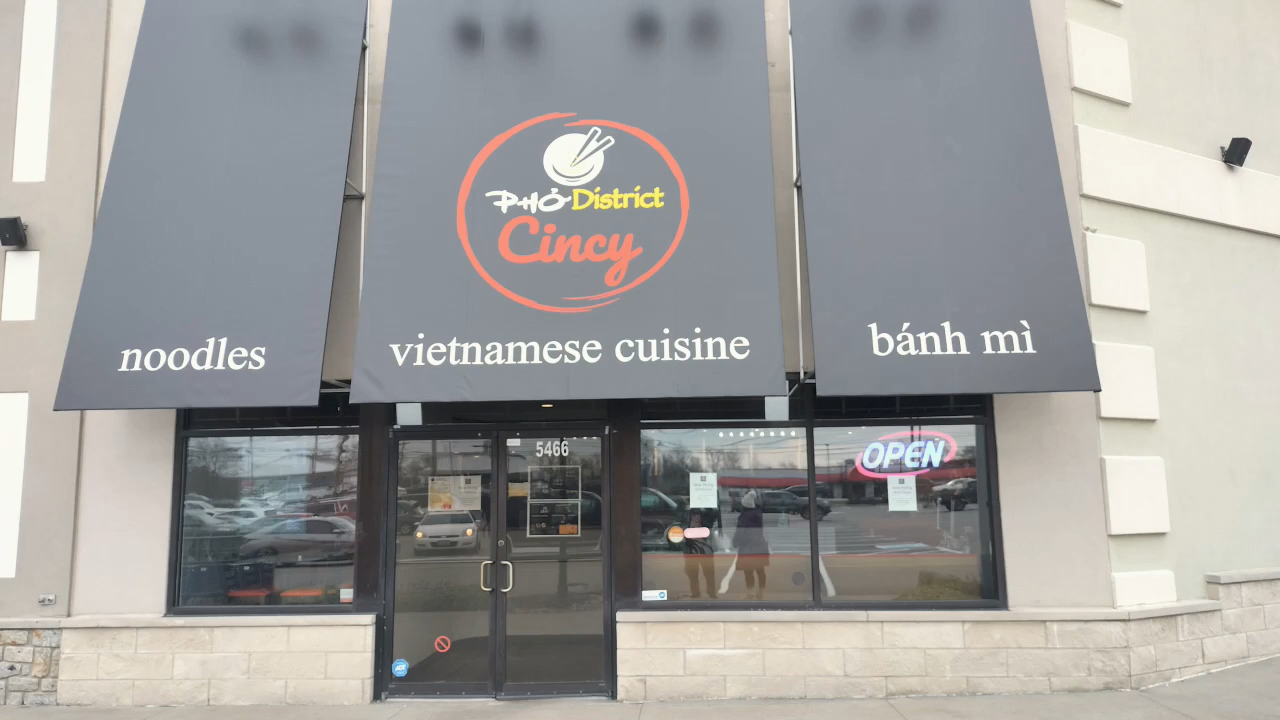 PHỞ District
Cincy
noodles
vietnamese cuisine
bánh mì
5466
OPEN